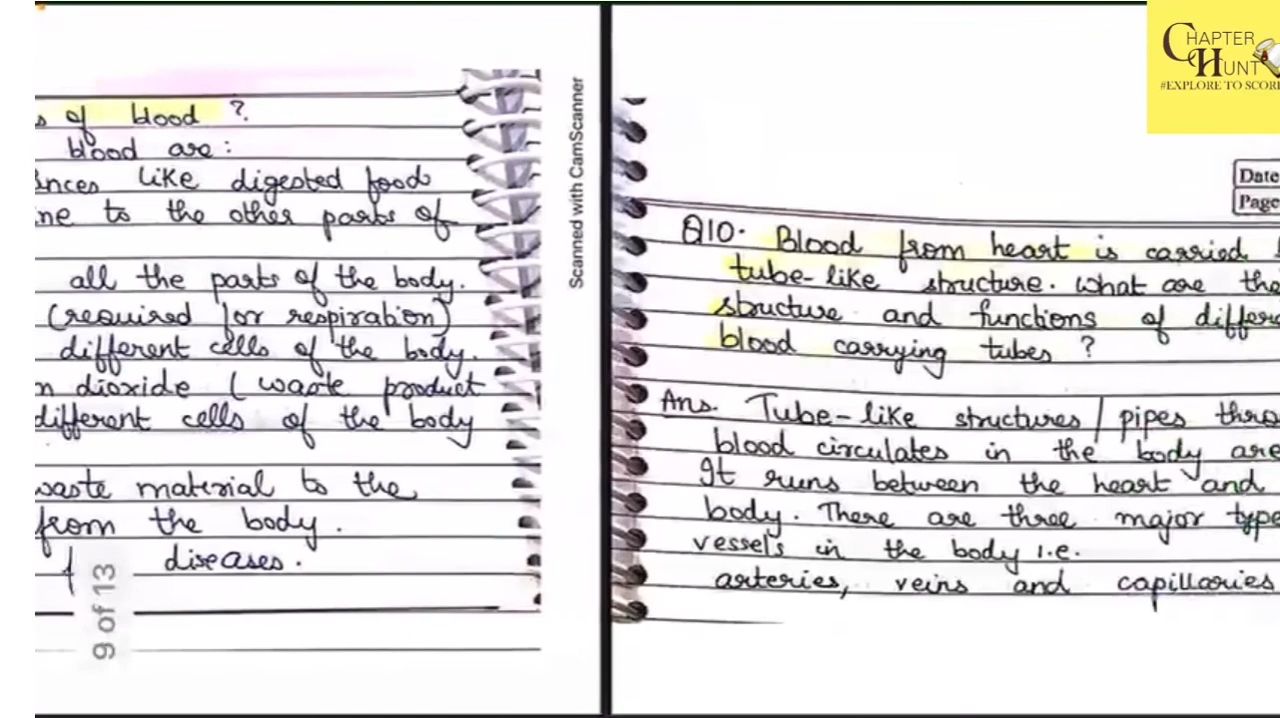 s of blood ?
blood are :
ances like digested food
ne to the other parts of
all the parts of the body.
(required for respiration)
different cells of the body.
n dioxide ( waste product
different cells of the body
waste material to the
from the body .
diseases .
9 of 13
Scanned with CamScanner
CHAPTER
HUNT
#EXPLORE TO SCORE
Date
Page
Q10. Blood from heart is carried
tube-like structure. what are the
structure and functions of differe
blood carrying tubes ?
Ans. Tube-like structures / pipes thro
blood circulates in the body are
It runs between the heart and
body. There are three major type
vessels in the body i.e.
arteries, veins and capillaries